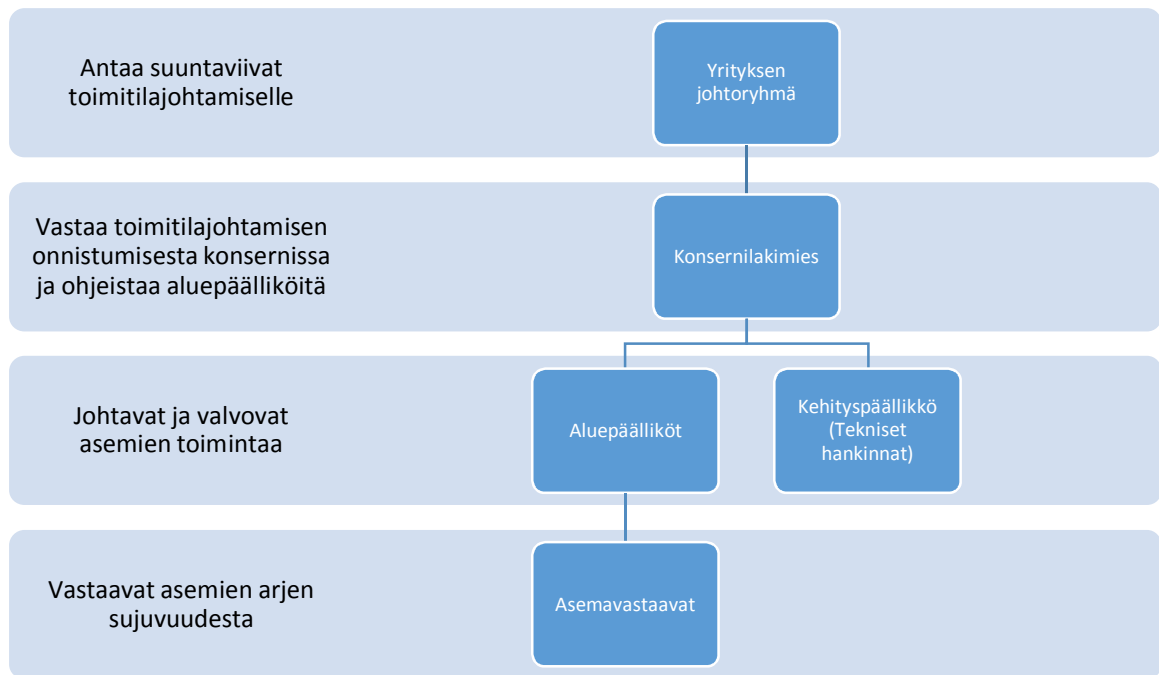 Antaa suuntaviivat
toimitilajohtamiselle
Yrityksen
johtoryhmä
Vastaa toimitilajohtamisen
onnistumisesta konsernissa
ja ohjeistaa aluepäälliköitä
Konsernilakimies
Johtavat ja valvovat
asemien toimintaa
Aluepäälliköt
Kehityspäällikkö
(Tekniset
hankinnat)
Vastaavat asemien arjen
sujuvuudesta
Asemavastaavat